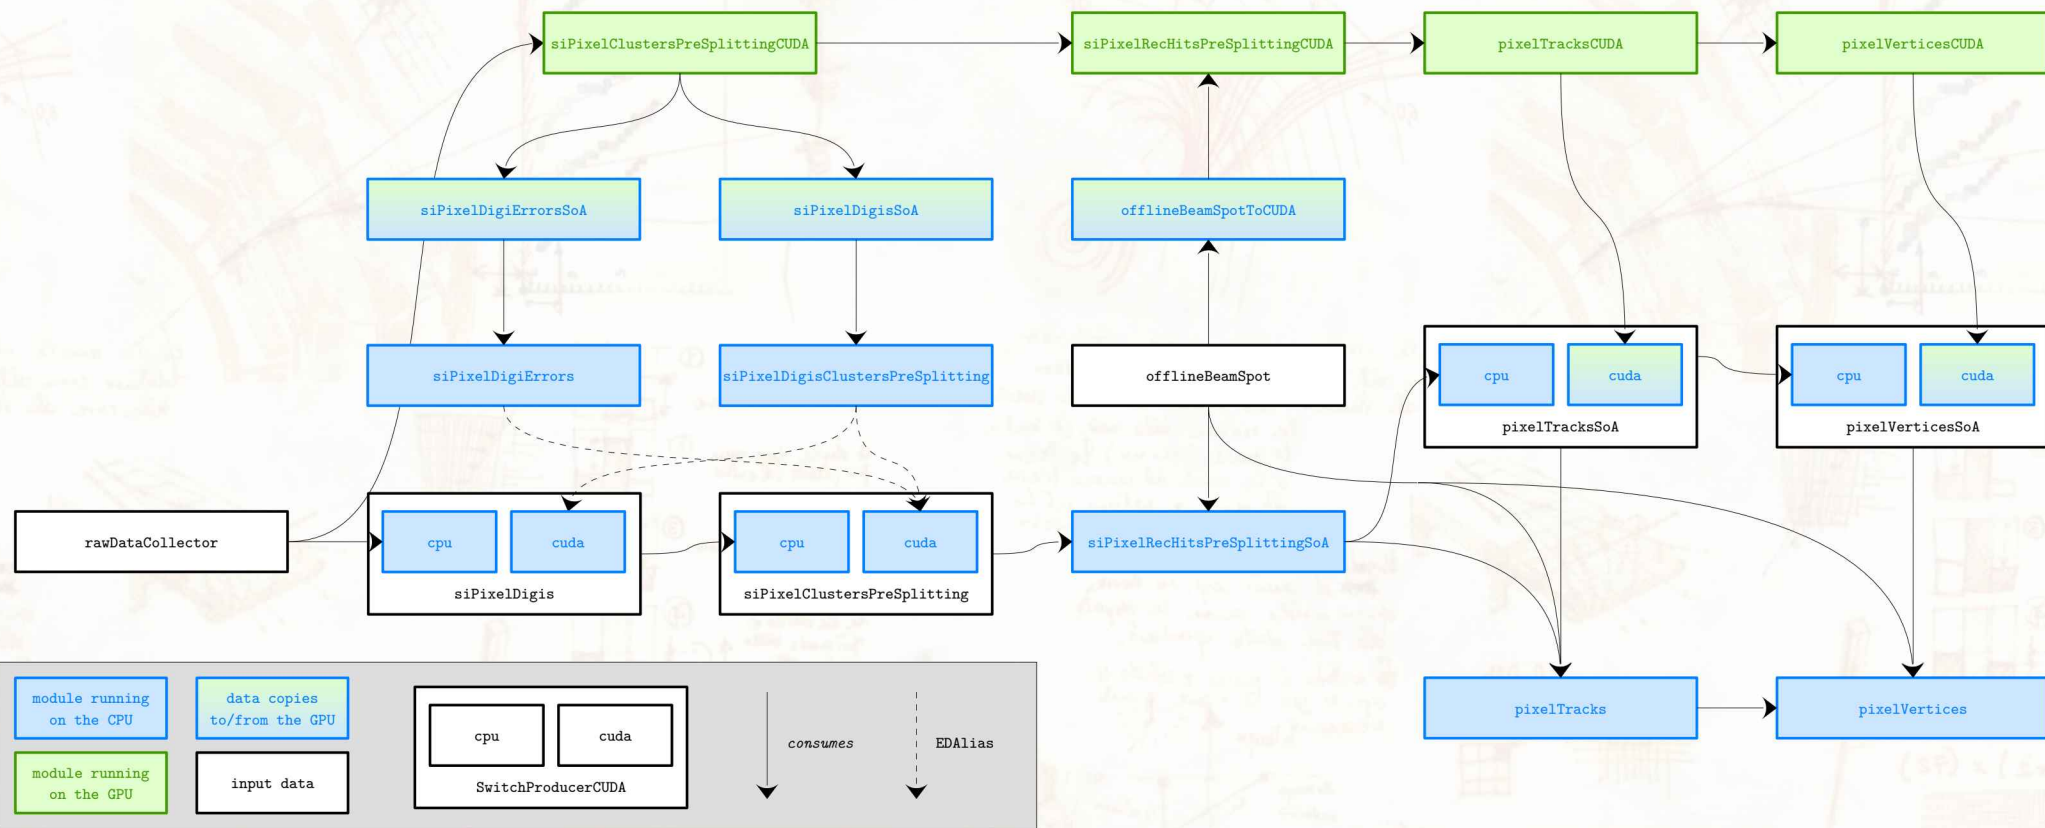 siPixelClustersPreSplittingCUDA
siPixelRecHitsPreSplittingCUDA
pixelTracksCUDA
pixelVerticesCUDA
siPixelDigiErrorsSoA
siPixelDigisSoA
offlineBeamSpotToCUDA
siPixelDigiErrors
siPixelDigisClustersPreSplitting
offlineBeamSpot
cpu
cuda
pixelTracksSoA
cpu
cuda
pixelVerticesSoA
rawDataCollector
cpu
cuda
siPixelDigis
cpu
cuda
siPixelClustersPreSplitting
siPixelRecHitsPreSplittingSoA
pixelTracks
pixelVertices
module running
on the CPU
data copies
to/from the GPU
module running
on the GPU
input data
cpu
cuda
SwitchProducerCUDA
consumes
EDAlias